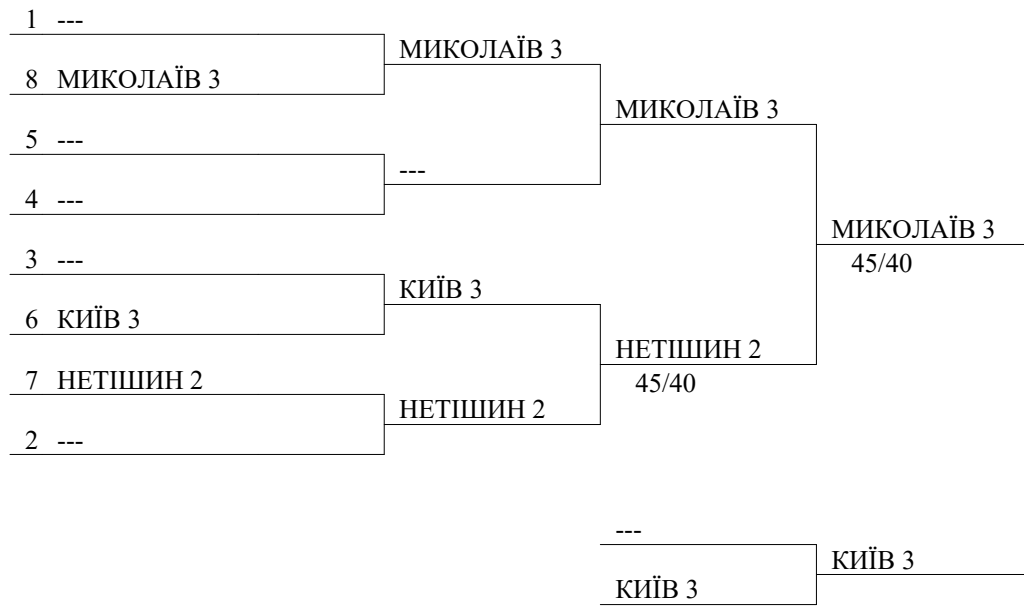 1 ---
МИКОЛАЇВ 3
8 МИКОЛАЇВ 3
МИКОЛАЇВ 3
5 ---
---
4 ---
МИКОЛАЇВ 3
45/40
3 ---
КИЇВ 3
6 КИЇВ 3
НЕТІШИН 2
45/40
7 НЕТІШИН 2
НЕТІШИН 2
2 ---
---
КИЇВ 3
КИЇВ 3